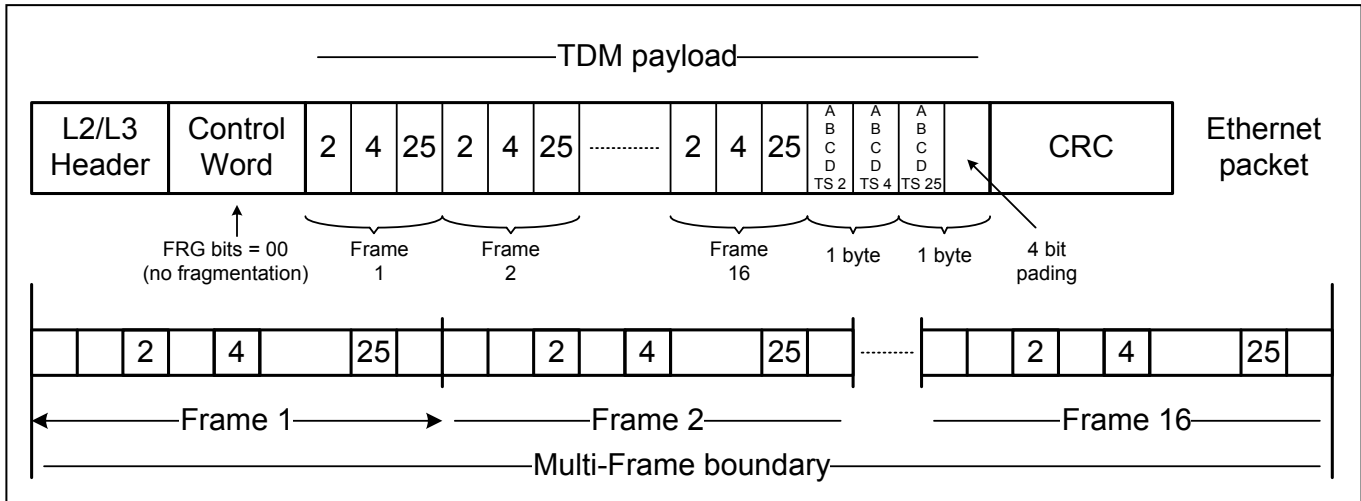 TDM payload
L2/L3 Header
Control Word
2 4 25 2 4 25 2 4 25
A B C D TS 2
A B C D TS 4
A B C D TS 25
CRC
Ethernet packet
FRG bits = 00
(no fragmentation)
Frame 1
Frame 2
Frame 16
1 byte
1 byte
4 bit pading
2 4 25 2 4 25 2 4 25
Frame 1
Frame 2
Frame 16
Multi-Frame boundary